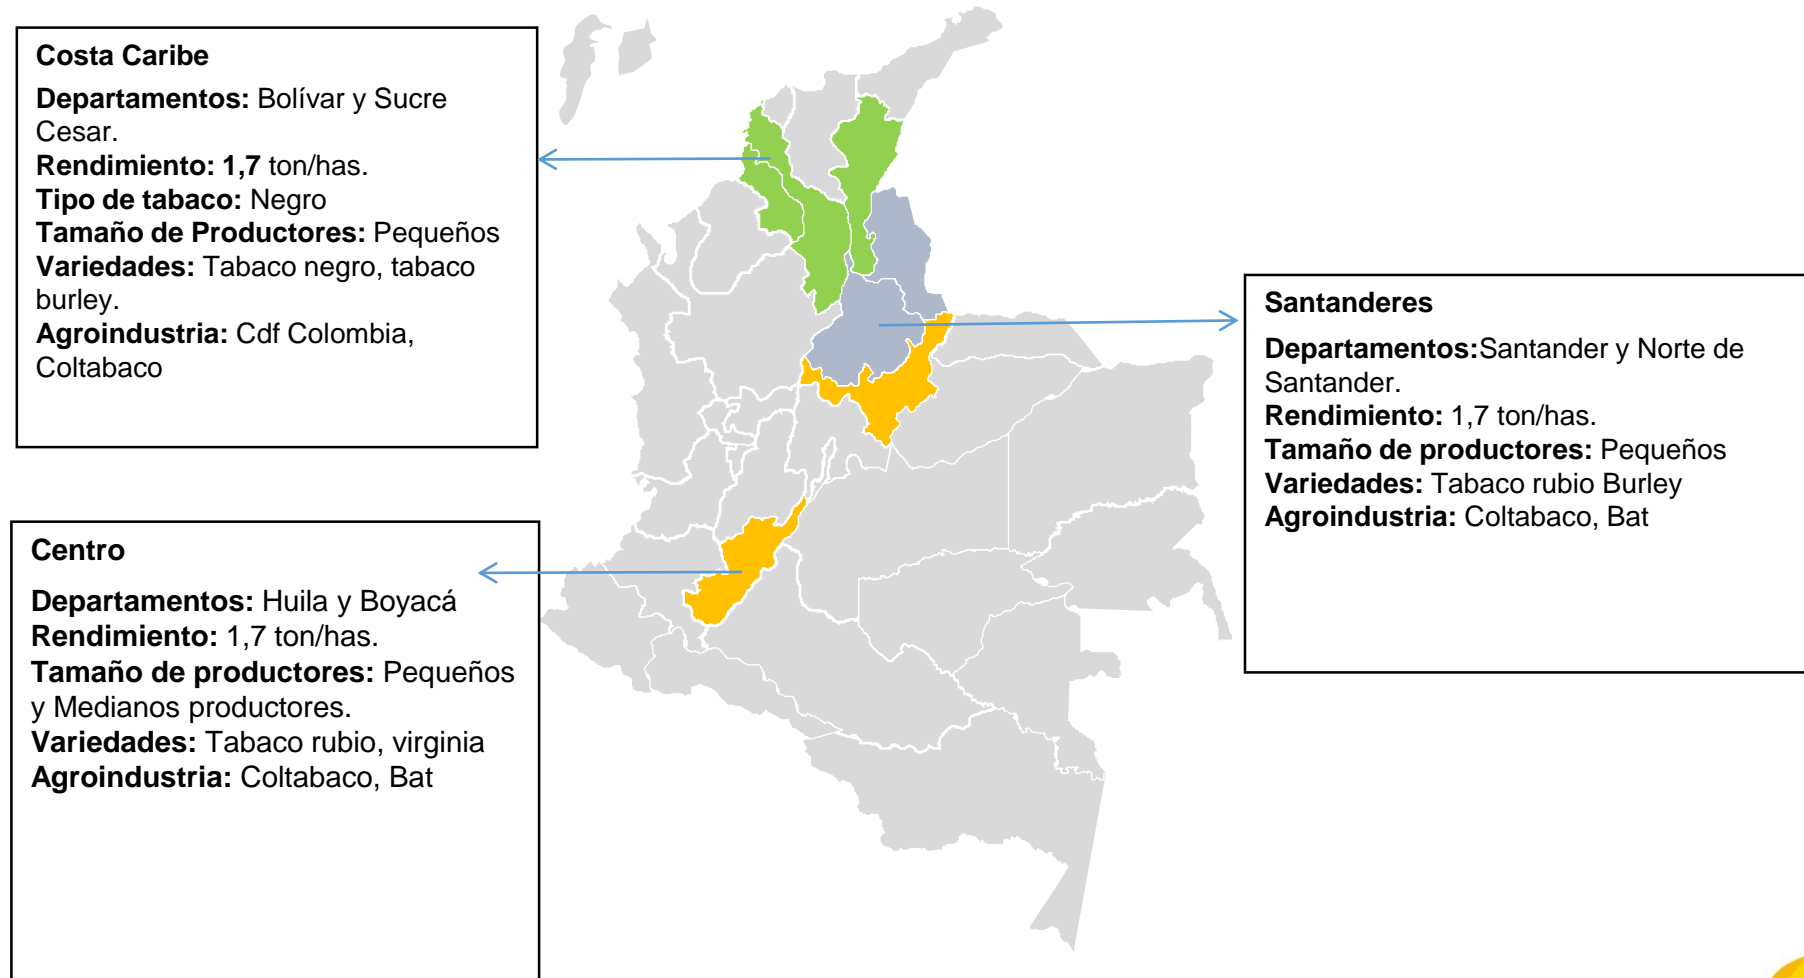 Costa Caribe
Departamentos: Bolívar y Sucre
Cesar.
Rendimiento: 1,7 ton/has.
Tipo de tabaco: Negro
Tamaño de Productores: Pequeños
Variedades: Tabaco negro, tabaco
burley.
Agroindustria: Cdf Colombia,
Coltabaco
Santanderes
Departamentos:Santander y Norte de
Santander.
Rendimiento: 1,7 ton/has.
Tamaño de productores: Pequeños
Variedades: Tabaco rubio Burley
Agroindustria: Coltabaco, Bat
Centro
Departamentos: Huila y Boyacá
Rendimiento: 1,7 ton/has.
Tamaño de productores: Pequeños
y Medianos productores.
Variedades: Tabaco rubio, virginia
Agroindustria: Coltabaco, Bat